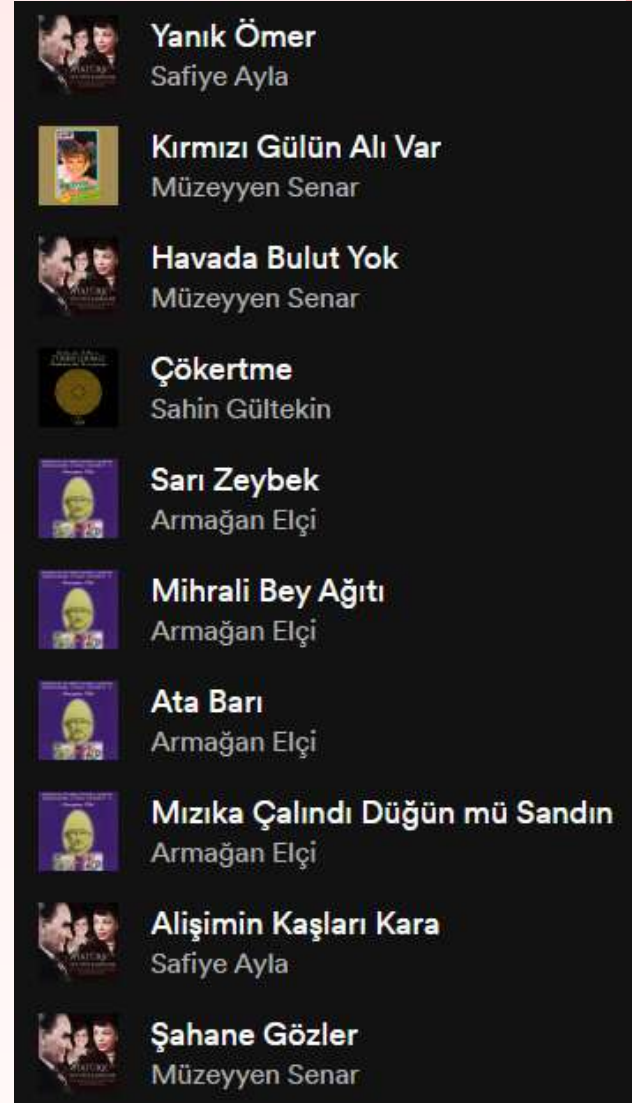 Yanık Ömer
Safiye Ayla
Kırmızı Gülün Alı Var
Müzeyyen Senar
Havada Bulut Yok
Müzeyyen Senar
Çökertme
Sahin Gültekin
Sarı Zeybek
Armağan Elçi
Mihrali Bey Ağıtı
Armağan Elçi
Ata Barı
Armağan Elçi
Mızıka Çalındı Düğün mü Sandın
Armağan Elçi
Alişimin Kaşları Kara
Safiye Ayla
Şahane Gözler
Müzeyyen Senar